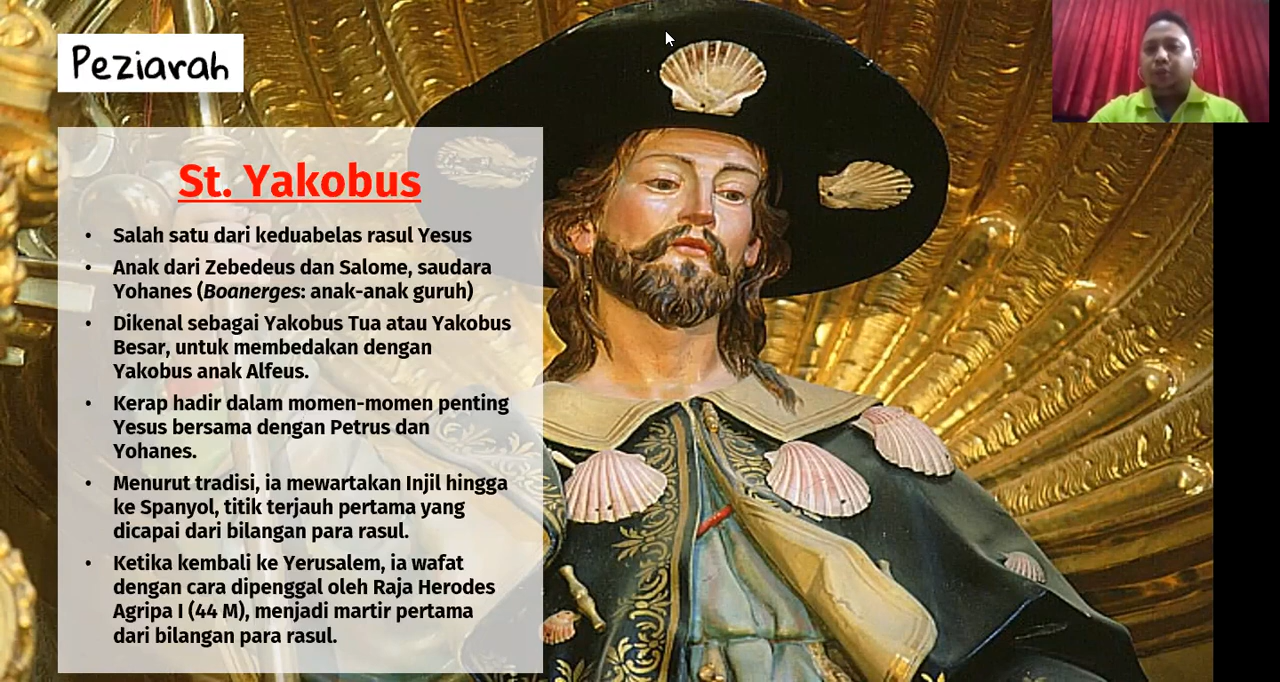 Peziarah
St. Yakobus
• Salah satu dari keduabelas rasul Yesus
• Anak dari Zebedeus dan Salome, saudara
Yohanes (Boanerges: anak-anak guruh)
• Dikenal sebagai Yakobus Tua atau Yakobus
Besar, untuk membedakan dengan
Yakobus anak Alfeus.
• Kerap hadir dalam momen-momen penting
Yesus bersama dengan Petrus dan
Yohanes.
• Menurut tradisi, ia mewartakan Injil hingga
ke Spanyol, titik terjauh pertama yang
dicapai dari bilangan para rasul.
• Ketika kembali ke Yerusalem, ia wafat
dengan cara dipenggal oleh Raja Herodes
Agripa I (44 M), menjadi martir pertama
dari bilangan para rasul.